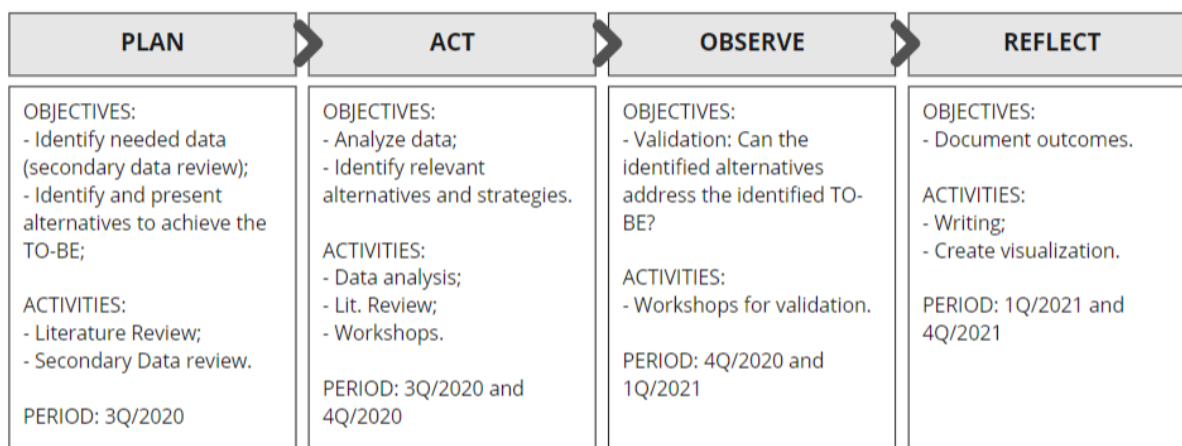 PLAN
ACT
OBSERVE
REFLECT
OBJECTIVES:
- Identify needed data
(secondary data review);
- Identify and present
alternatives to achieve the
TO-BE;
ACTIVITIES:
- Literature Review;
- Secondary Data review.
PERIOD: 3Q/2020
OBJECTIVES:
- Analyze data;
- Identify relevant
alternatives and strategies.
ACTIVITIES:
- Data analysis;
- Lit. Review;
- Workshops.
PERIOD: 3Q/2020 and
4Q/2020
OBJECTIVES:
- Validation: Can the
identified alternatives
address the identified TO-
BE?
ACTIVITIES:
- Workshops for validation.
PERIOD: 4Q/2020 and
1Q/2021
OBJECTIVES:
- Document outcomes.
ACTIVITIES:
- Writing;
- Create visualization.
PERIOD: 1Q/2021 and
4Q/2021